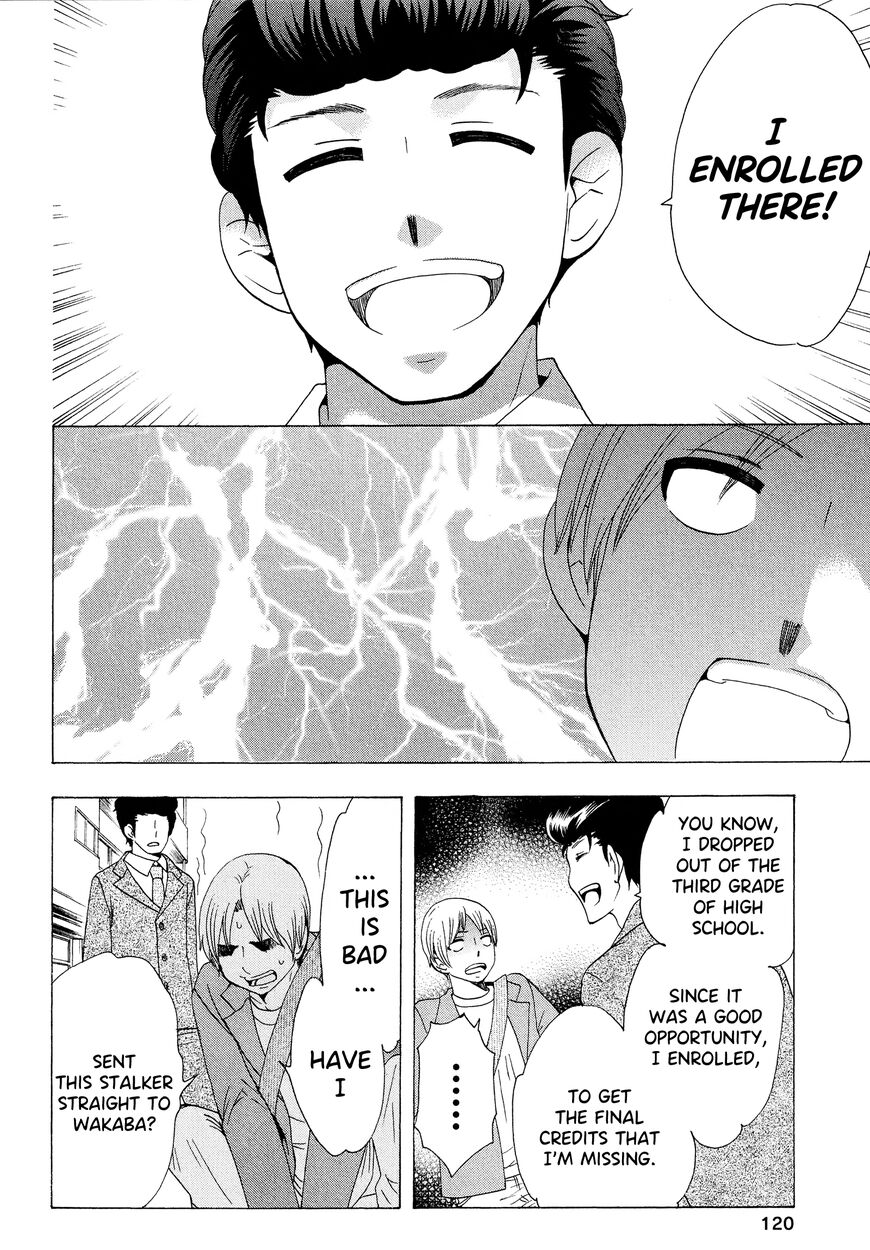 I
ENROLLED
THERE!
YOU KNOW,
I DROPPED
OUT OF THE
THIRD GRADE
OF HIGH
SCHOOL.
SINCE IT
WAS A GOOD
OPPORTUNITY,
I ENROLLED,
TO GET
THE FINAL
CREDITS THAT
I'M MISSING.
......
...
THIS
IS
BAD
...
HAVE
I
SENT
THIS STALKER
STRAIGHT TO
WAKABA?
120